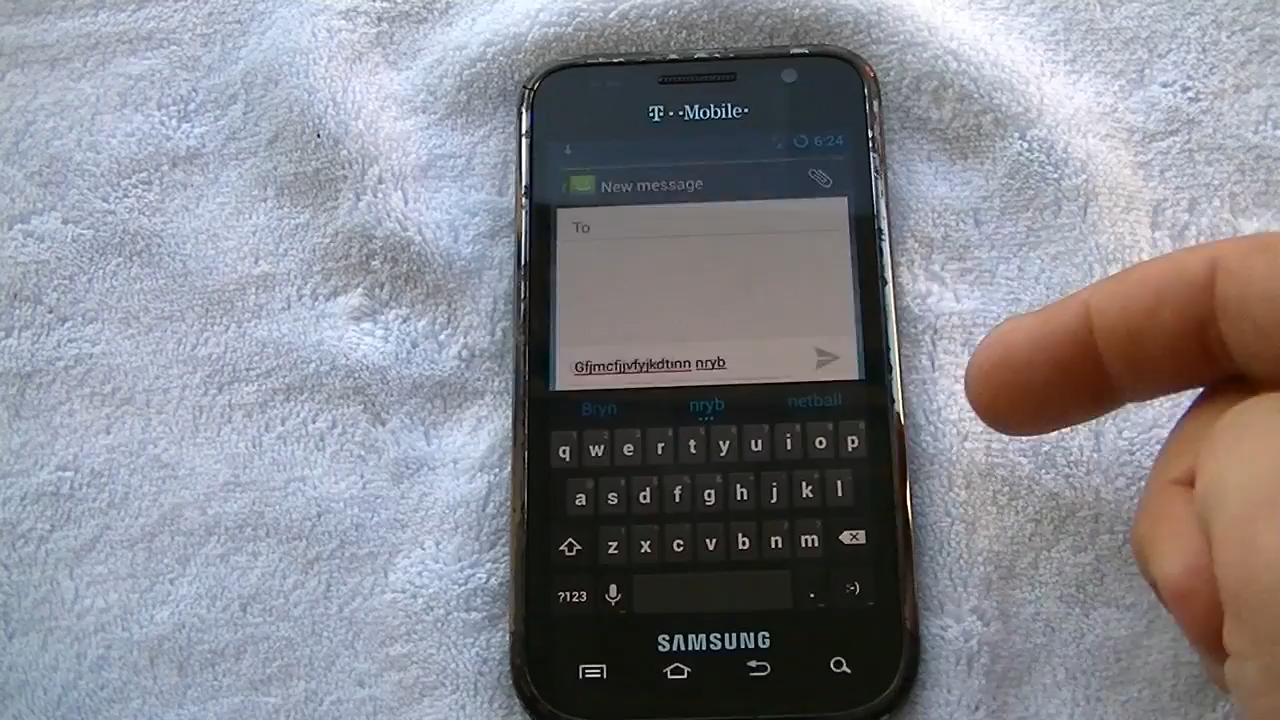 T··Mobile·
6:24
New message
To
Gfjmcfjjvfyjkdtinn nryb
Bryn nryb netball
q w e r t y u i o p
a s d f g h j k l
z x c v b n m
?123 . :-)
SAMSUNG